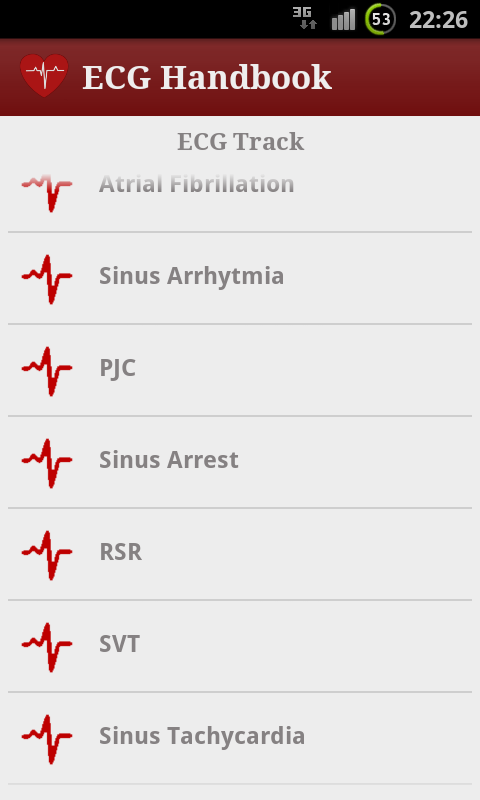 3G 53 22:26
ECG Handbook
ECG Track
Atrial Fibrillation
Sinus Arrhytmia
PJC
Sinus Arrest
RSR
SVT
Sinus Tachycardia